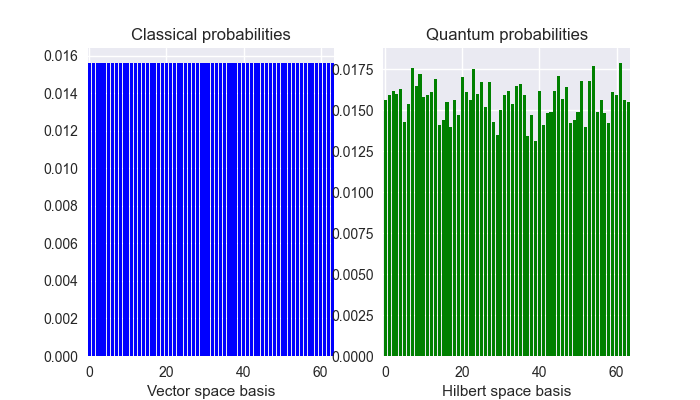 Classical probabilities
0.016
0.014
0.012
0.010
0.008
0.006
0.004
0.002
0.000
0 20 40 60
Vector space basis
Quantum probabilities
0.0175
0.0150
0.0125
0.0100
0.0075
0.0050
0.0025
0.0000
0 20 40 60
Hilbert space basis